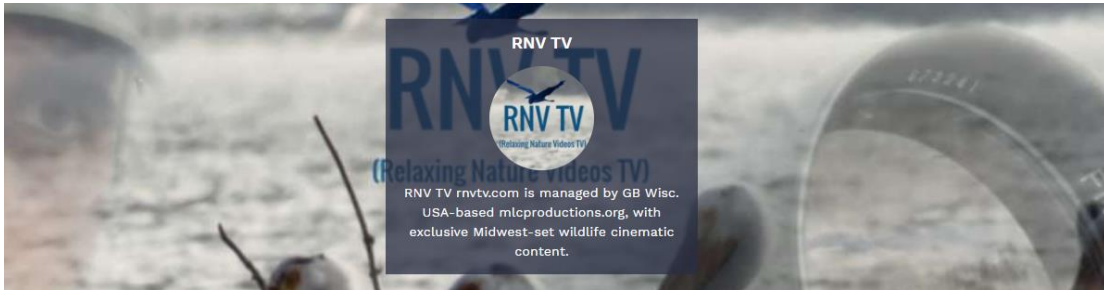 RNV TV
RNV TV
(Relaxing Nature Videos TV)
RNV TV
(Relaxing Nature Videos TV)
RNV TV rnvtv.com is managed by GB Wisc.
USA-based mlcproductions.org, with
exclusive Midwest-set wildlife cinematic
content.